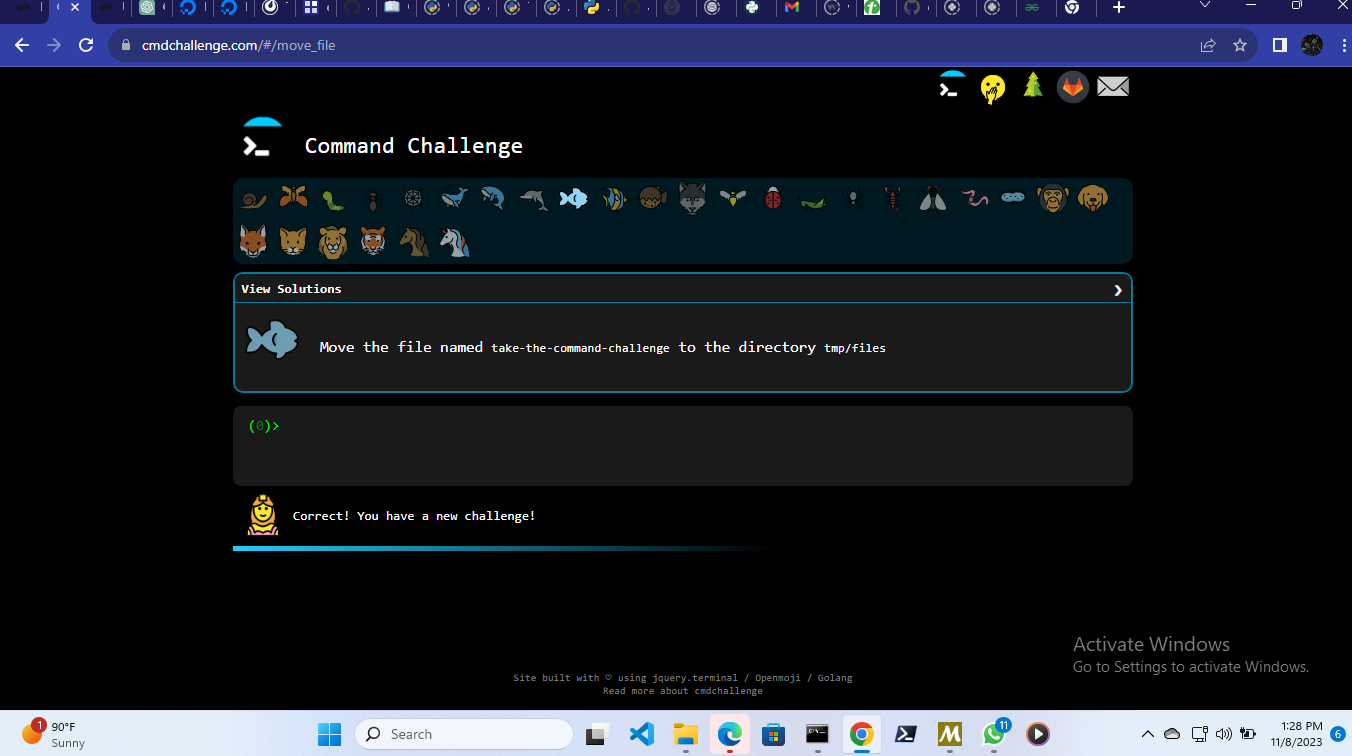 cmdchallenge.com/#/move_file
Command Challenge
View Solutions
Move the file named take-the-command-challenge to the directory tmp/files
(0)>
Correct! You have a new challenge!
Activate Windows
Go to Settings to activate Windows.
Site built with ♡ using jquery.terminal / Openmoji / Golang
Read more about cmdchallenge
1
90°F
Sunny
Search
11
1:28 PM
11/8/2023
6